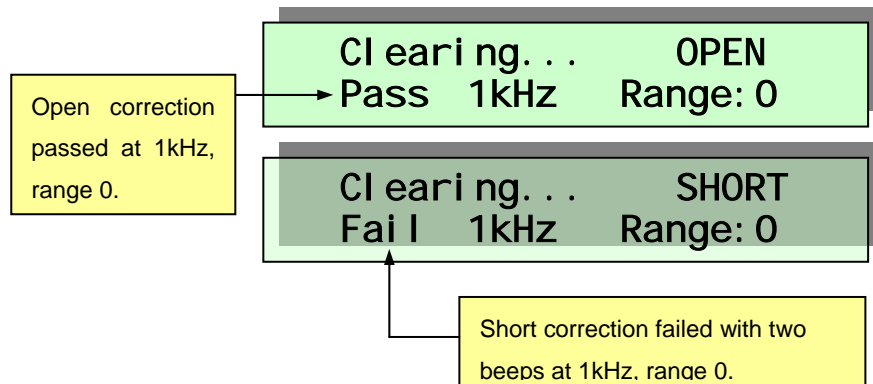 Clearing... OPEN
Pass 1kHz Range:0
Open correction
passed at 1kHz,
range 0.
Clearing... SHORT
Fail 1kHz Range:0
Short correction failed with two
beeps at 1kHz, range 0.